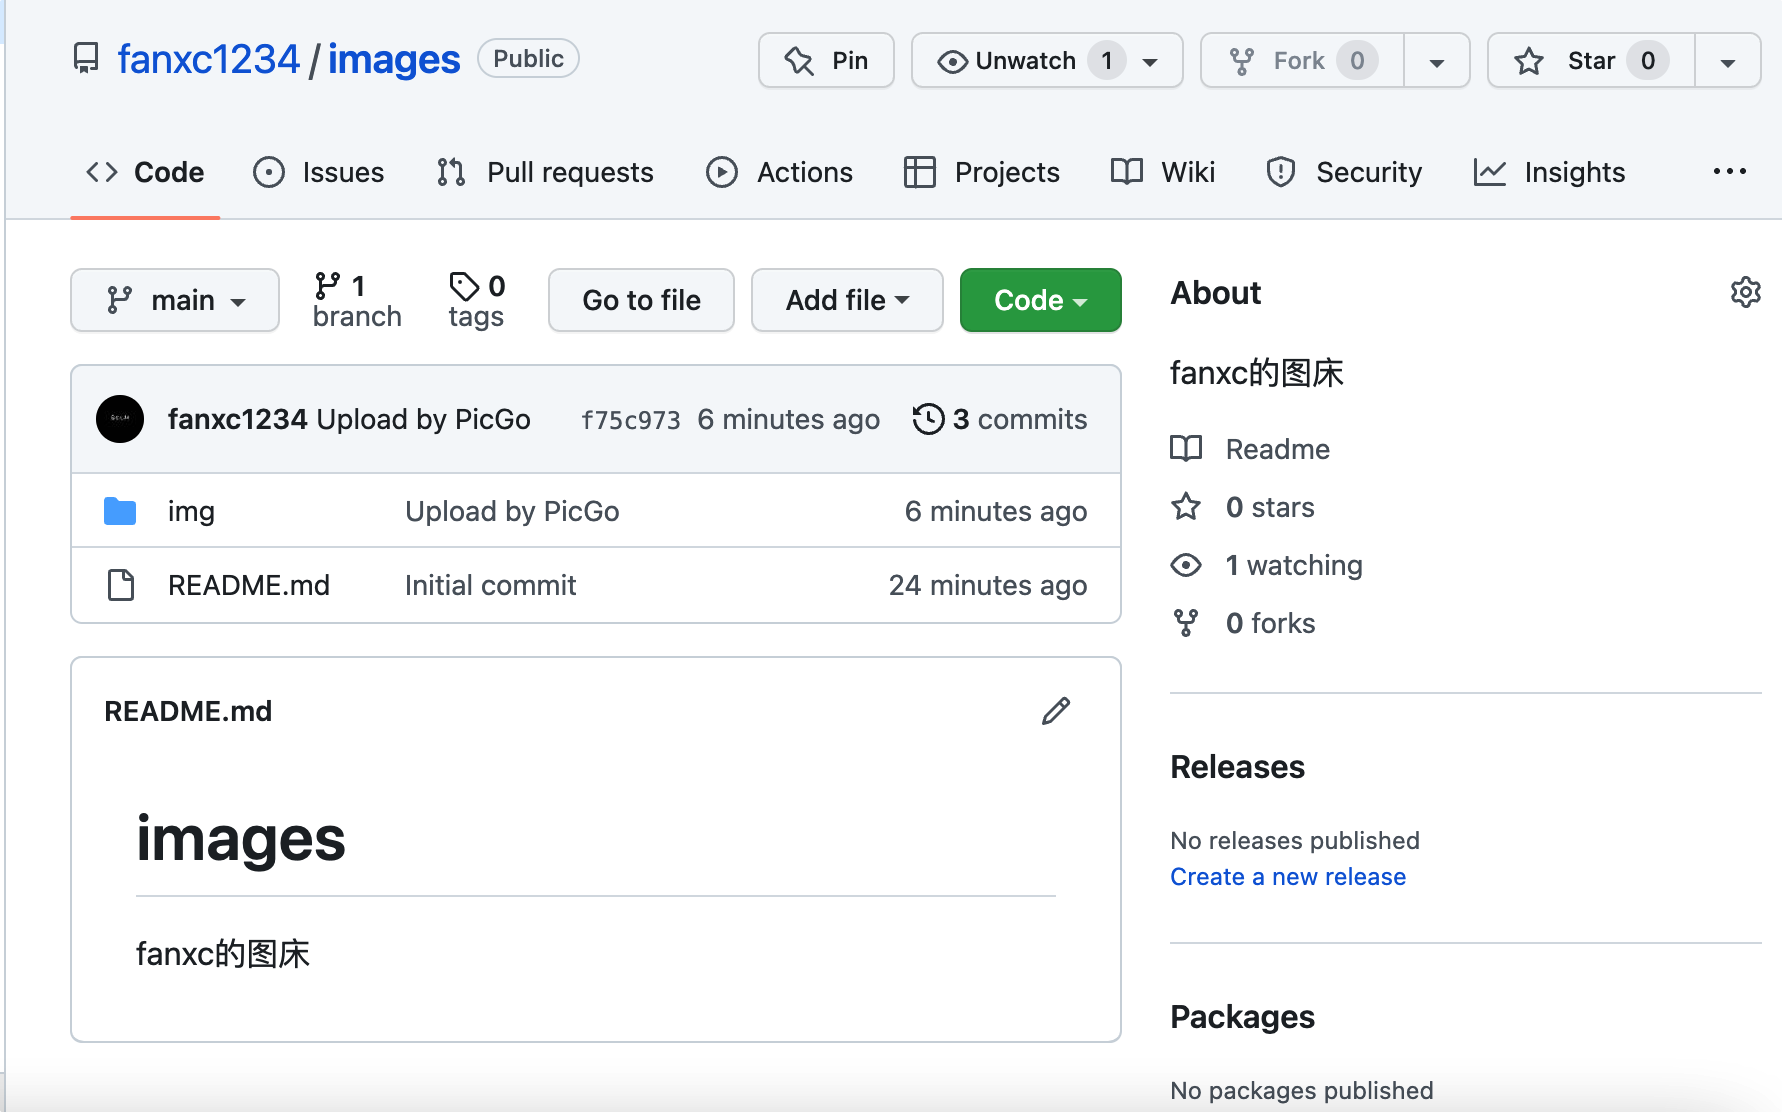 fanxc1234 / images Public Pin Unwatch 1 Fork 0 Star 0
Code Issues Pull requests Actions Projects Wiki Security Insights ...
main 1 branch 0 tags Go to file Add file Code
fanxc1234 Upload by PicGo f75c973 6 minutes ago 3 commits
img Upload by PicGo 6 minutes ago
README.md Initial commit 24 minutes ago
README.md
images
fanxc的图床
About
fanxc的图床
Readme
0 stars
1 watching
0 forks
Releases
No releases published
Create a new release
Packages
No packages published